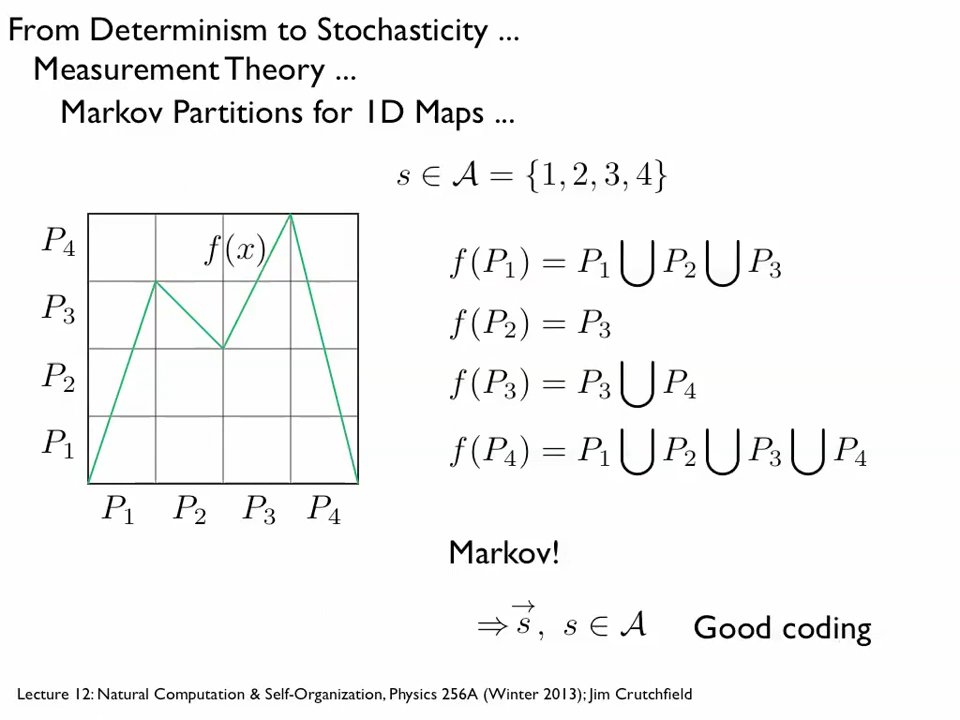 From Determinism to Stochasticity ...
Measurement Theory ...
Markov Partitions for 1D Maps ...
s ∈ 𝒜 = {1, 2, 3, 4}
P₄
f(x)
P₃
P₂
P₁
P₁ P₂ P₃ P₄
f(P₁) = P₁ ⋃ P₂ ⋃ P₃
f(P₂) = P₃
f(P₃) = P₃ ⋃ P₄
f(P₄) = P₁ ⋃ P₂ ⋃ P₃ ⋃ P₄
Markov!
⇒ s⃗, s ∈ 𝒜 Good coding
Lecture 12: Natural Computation & Self-Organization, Physics 256A (Winter 2013); Jim Crutchfield